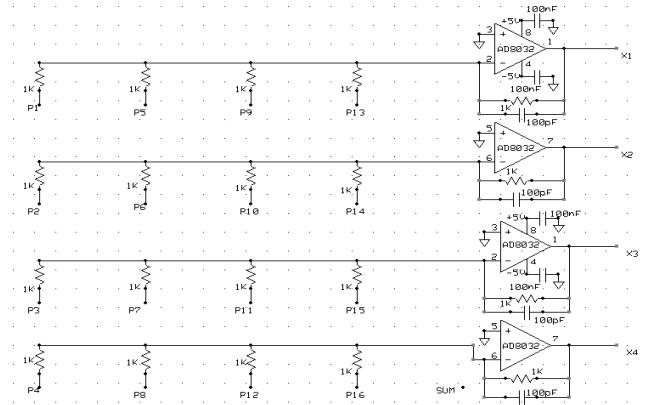 100nF
+5V
3
8
+
1
AD8032
X1
2
-
4
-5V
100nF
1K
1K
1K
1K
1K
100pF
P1
P5
P9
P13
5
+
7
AD8032
X2
6
-
1K
1K
1K
1K
1K
100pF
P2
P6
P10
P14
+5V
100nF
3
8
+
1
AD8032
X3
2
-
4
-5V
100nF
1K
1K
1K
1K
1K
100pF
P3
P7
P11
P15
5
+
7
AD8032
X4
6
-
1K
1K
1K
1K
1K
P4
P8
P12
P16
SUM
100pF